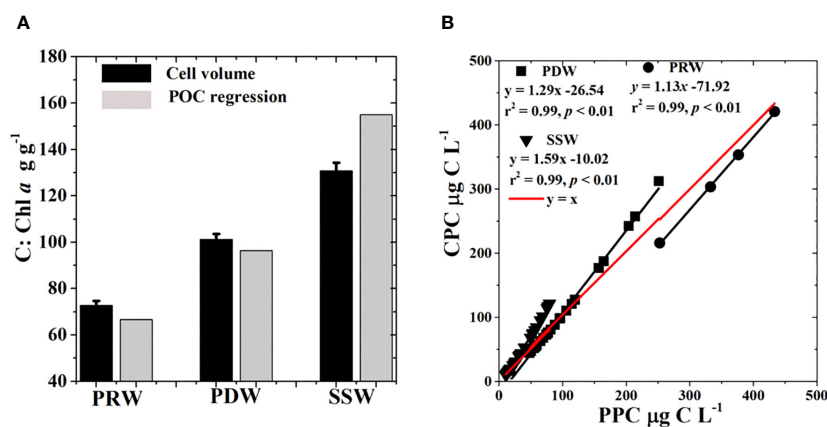 A
C: Chl a g g⁻¹
180
160
140
120
100
80
60
40
Cell volume
POC regression
PRW
PDW
SSW
B
CPC µg C L⁻¹
500
400
300
200
100
0
PDW
y = 1.29x -26.54
r² = 0.99, p < 0.01
PRW
y = 1.13x -71.92
r² = 0.99, p < 0.01
SSW
y = 1.59x -10.02
r² = 0.99, p < 0.01
y = x
0
100
200
300
400
500
PPC µg C L⁻¹